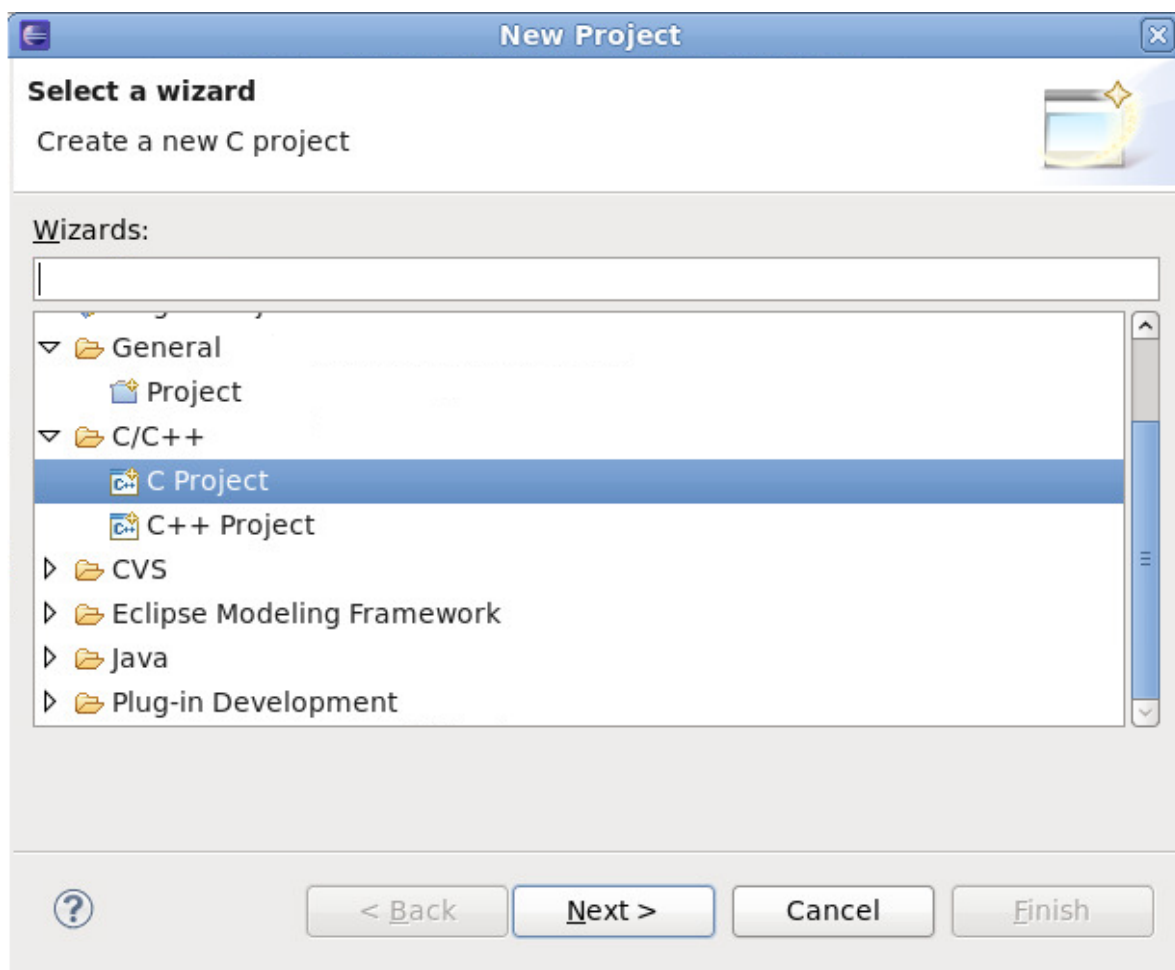 New Project
Select a wizard
Create a new C project
Wizards:
General
Project
C/C++
C Project
C++ Project
CVS
Eclipse Modeling Framework
Java
Plug-in Development
< Back Next > Cancel Finish